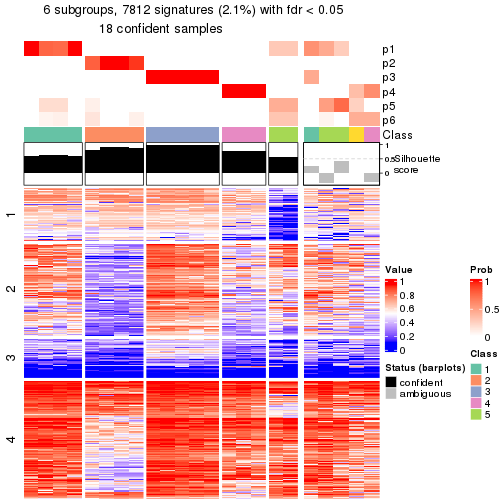 6 subgroups, 7812 signatures (2.1%) with fdr < 0.05
18 confident samples
p1
p2
p3
p4
p5
p6
Class
1
0.5
0
Silhouette
score
1
2
3
4
Value
1
0.8
0.6
0.4
0.2
0
Status (barplots)
confident
ambiguous
Prob
1
0.5
0
Class
1
2
3
4
5